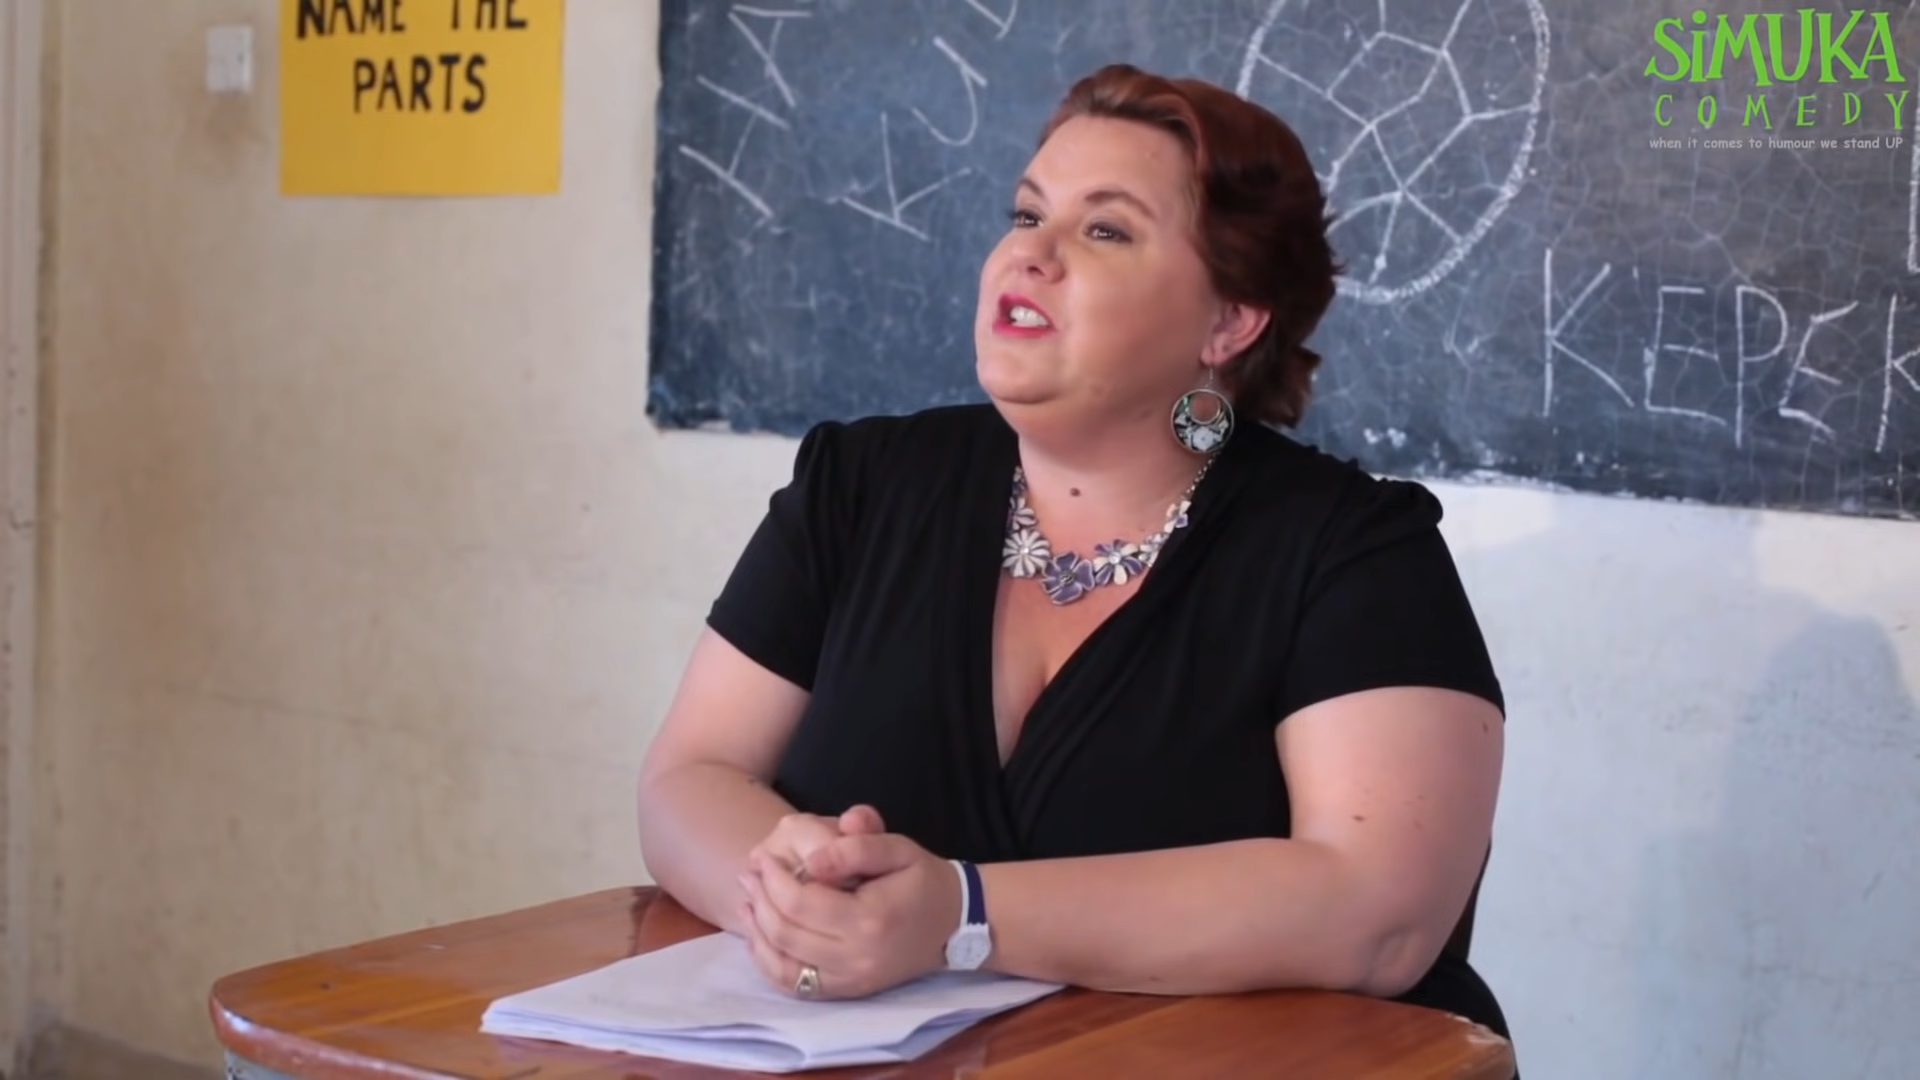 NAME THE
PARTS
SiMUKA
COMEDY
when it comes to humour we stand UP
KEPEK